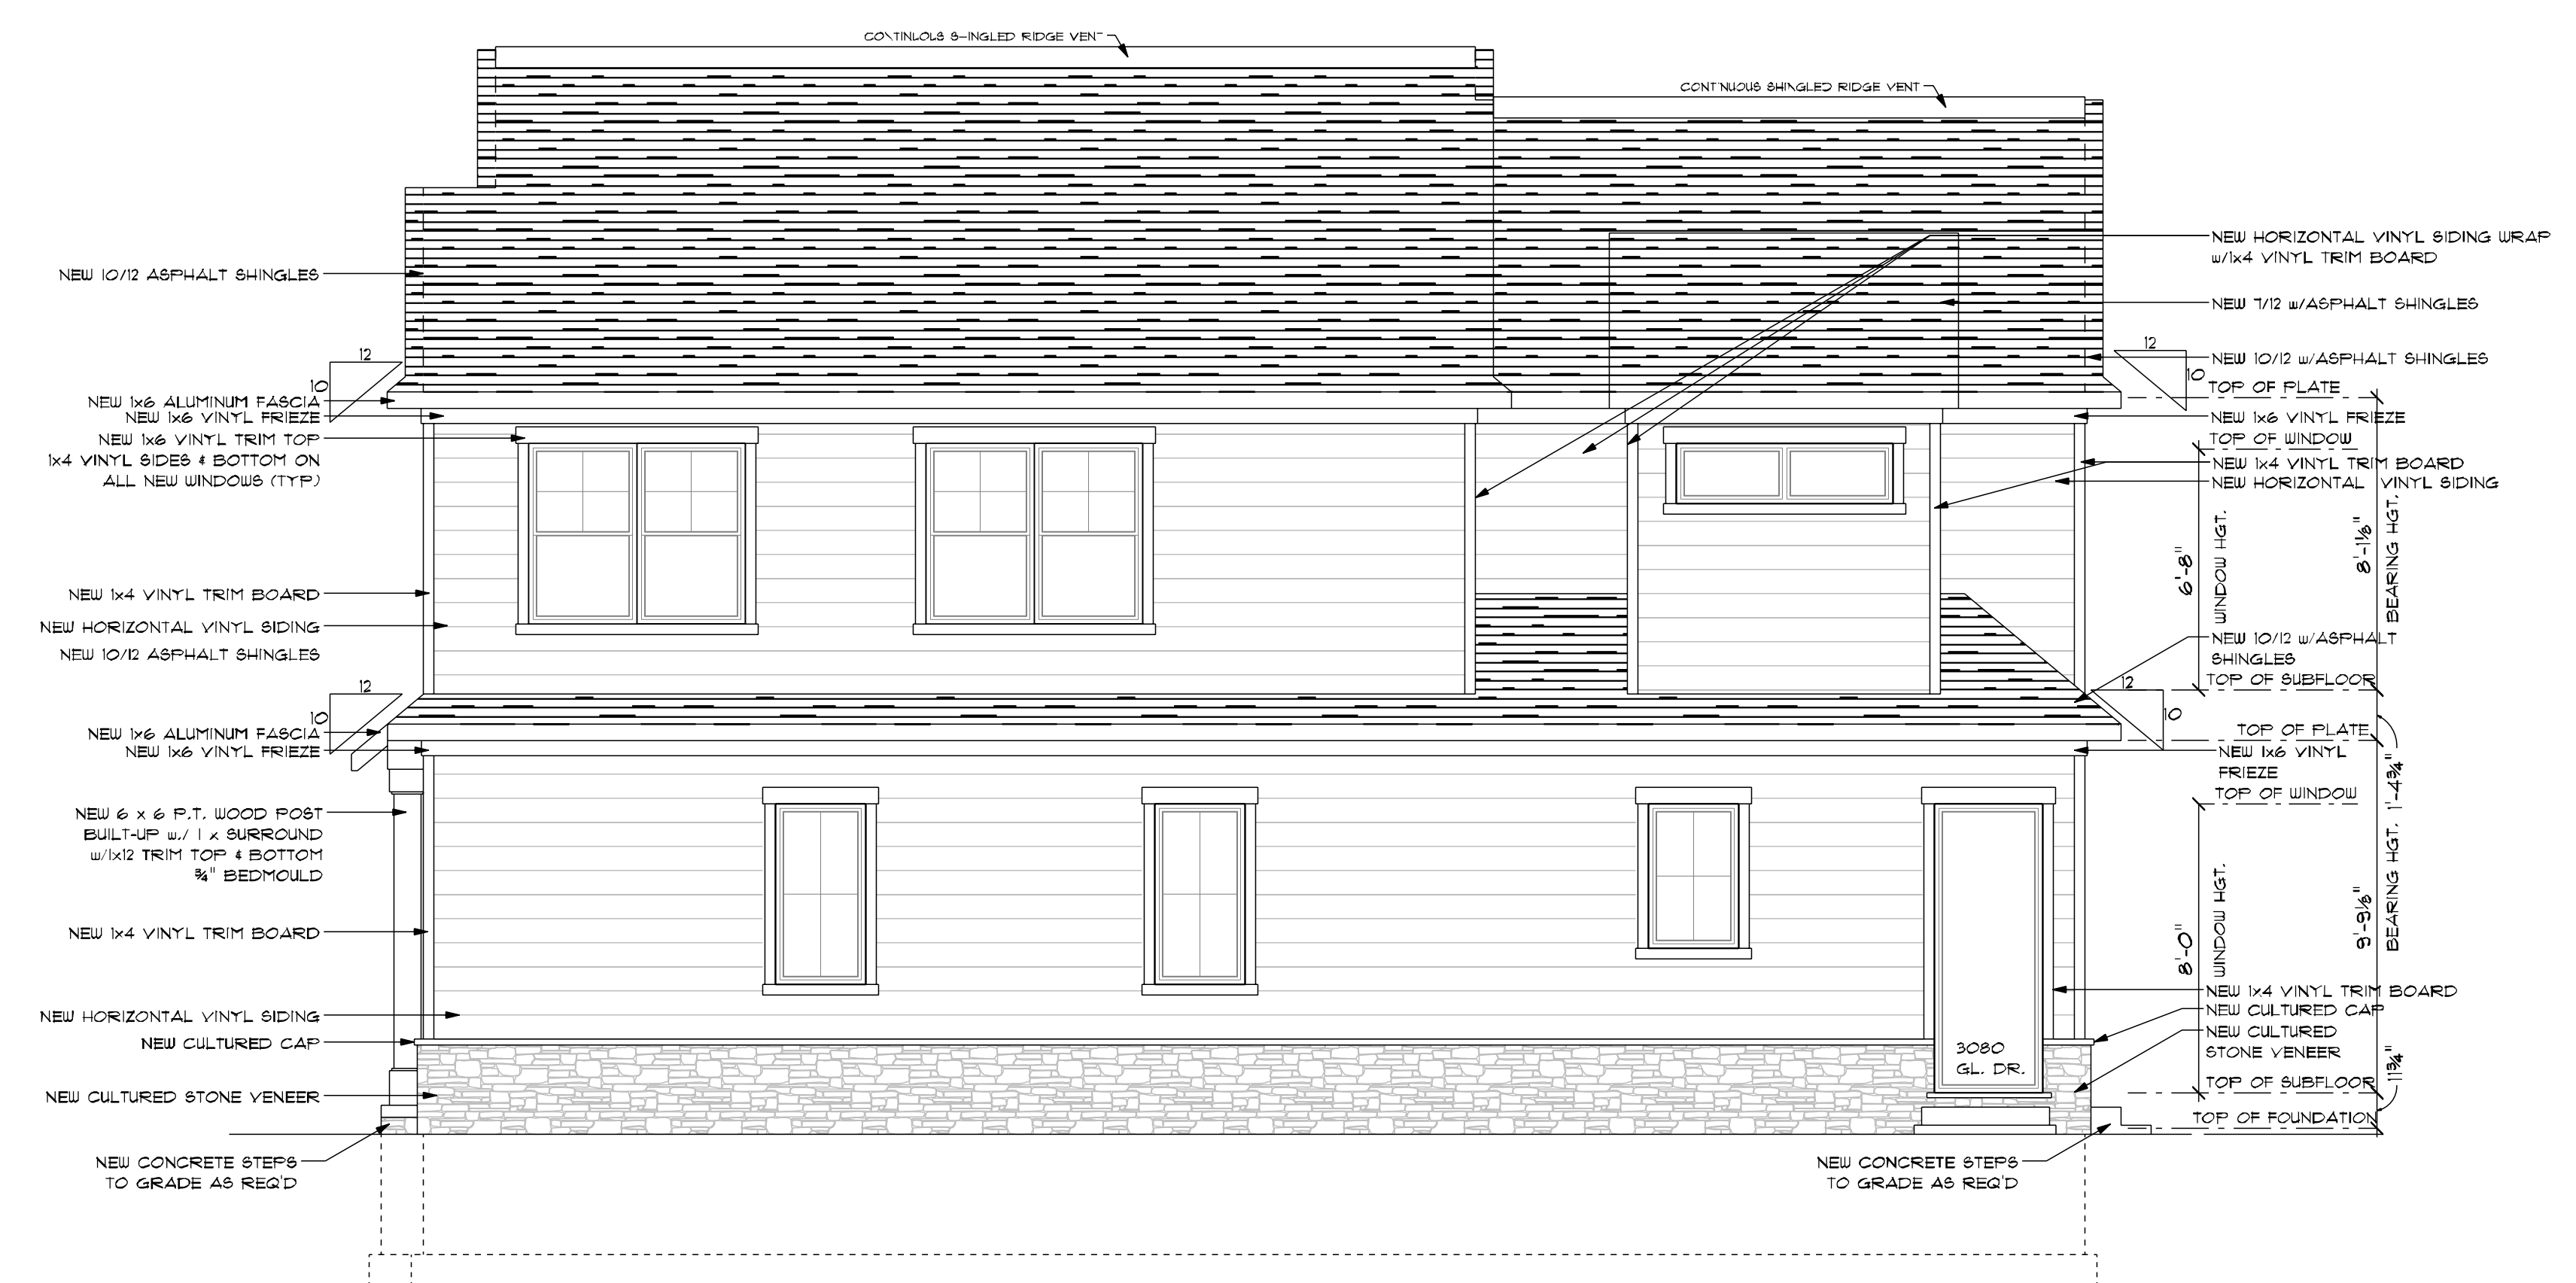 CONTINUOUS SHINGLED RIDGE VENT
CONTINUOUS SHINGLED RIDGE VENT
NEW 10/12 ASPHALT SHINGLES
12
10
NEW 1x6 ALUMINUM FASCIA
NEW 1x6 VINYL FRIEZE
NEW 1x6 VINYL TRIM TOP
1x4 VINYL SIDES & BOTTOM ON
ALL NEW WINDOWS (TYP.)
NEW 1x4 VINYL TRIM BOARD
NEW HORIZONTAL VINYL SIDING
NEW 10/12 ASPHALT SHINGLES
12
10
NEW 1x6 ALUMINUM FASCIA
NEW 1x6 VINYL FRIEZE
NEW 6 x 6 P.T. WOOD POST
BUILT-UP w./ 1 x SURROUND
w/1x12 TRIM TOP & BOTTOM
¾" BEDMOULD
NEW 1x4 VINYL TRIM BOARD
NEW HORIZONTAL VINYL SIDING
NEW CULTURED CAP
NEW CULTURED STONE VENEER
NEW CONCRETE STEPS
TO GRADE AS REQ'D
3080
GL. DR.
NEW CONCRETE STEPS
TO GRADE AS REQ'D
NEW HORIZONTAL VINYL SIDING WRAP
w/1x4 VINYL TRIM BOARD
NEW 7/12 w/ASPHALT SHINGLES
12
10
NEW 10/12 w/ASPHALT SHINGLES
TOP OF PLATE
NEW 1x6 VINYL FRIEZE
TOP OF WINDOW
NEW 1x4 VINYL TRIM BOARD
NEW HORIZONTAL VINYL SIDING
6'-8"
WINDOW HGT.
8'-1⅛"
BEARING HGT.
NEW 10/12 w/ASPHALT
SHINGLES
TOP OF SUBFLOOR
12
10
TOP OF PLATE
NEW 1x6 VINYL
FRIEZE
TOP OF WINDOW
1'-4¾"
8'-0"
WINDOW HGT.
9'-9⅛"
BEARING HGT.
NEW 1x4 VINYL TRIM BOARD
NEW CULTURED CAP
NEW CULTURED
STONE VENEER
TOP OF SUBFLOOR
11¾"
TOP OF FOUNDATION